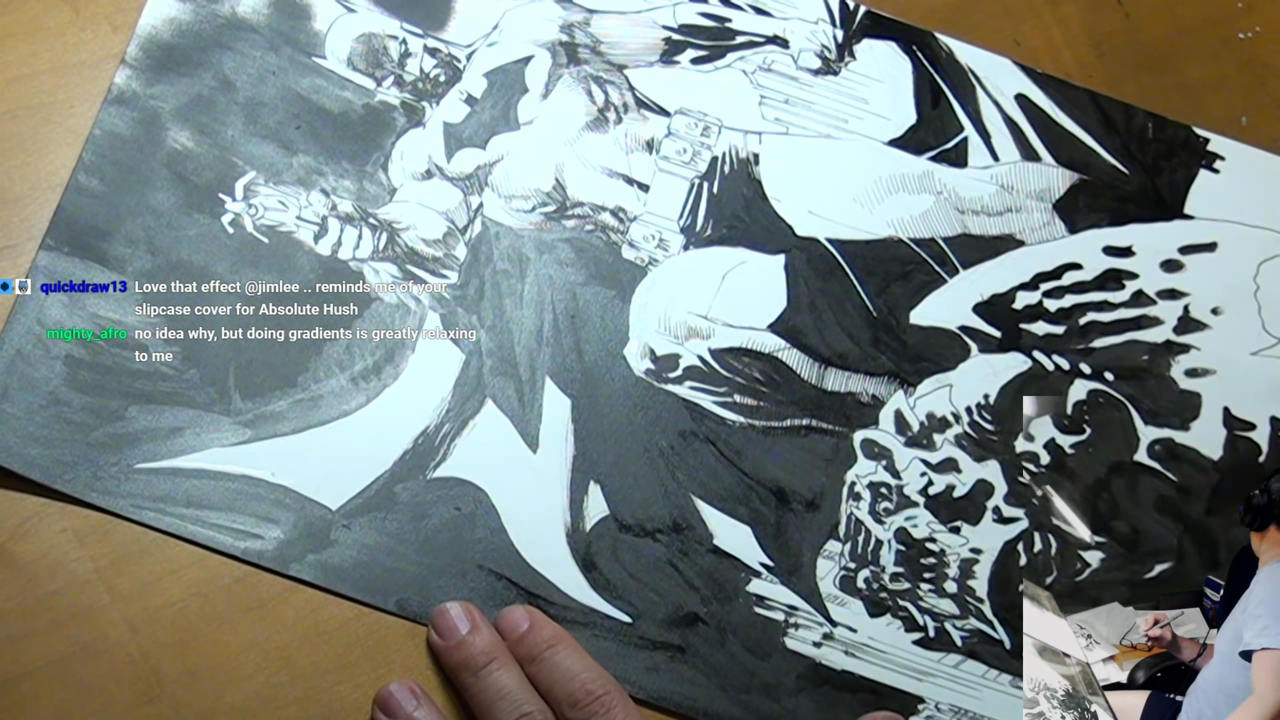 quickdraw13 Love that effect @jimlee .. reminds me of your
slipcase cover for Absolute Hush
mighty_afro no idea why, but doing gradients is greatly relaxing
to me